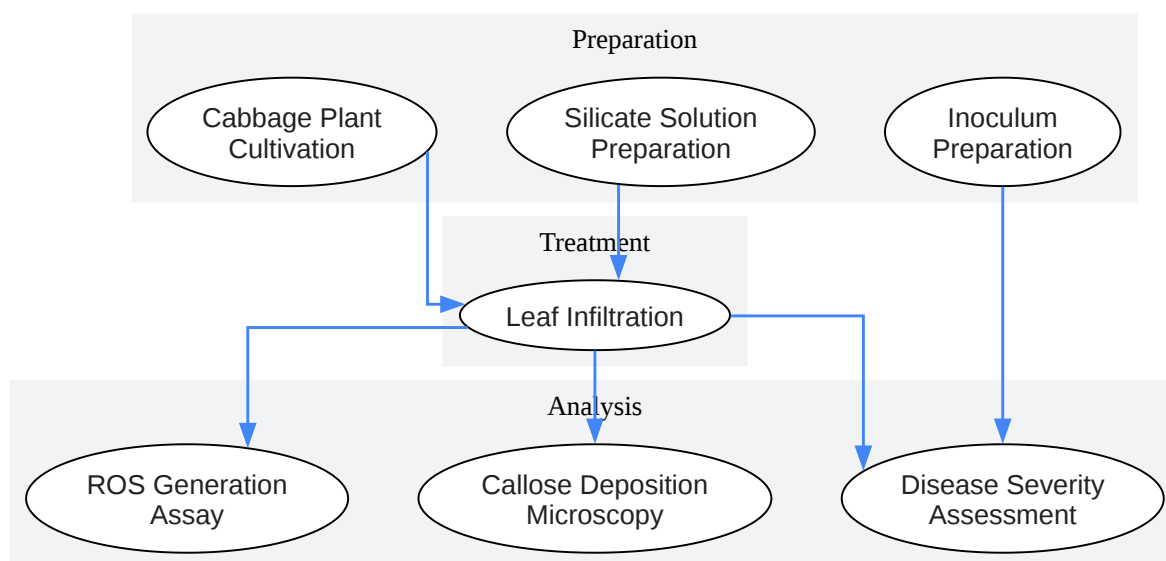 Preparation
Cabbage Plant
Cultivation
Silicate Solution
Preparation
Inoculum
Preparation
Treatment
Leaf Infiltration
Analysis
ROS Generation
Assay
Callose Deposition
Microscopy
Disease Severity
Assessment